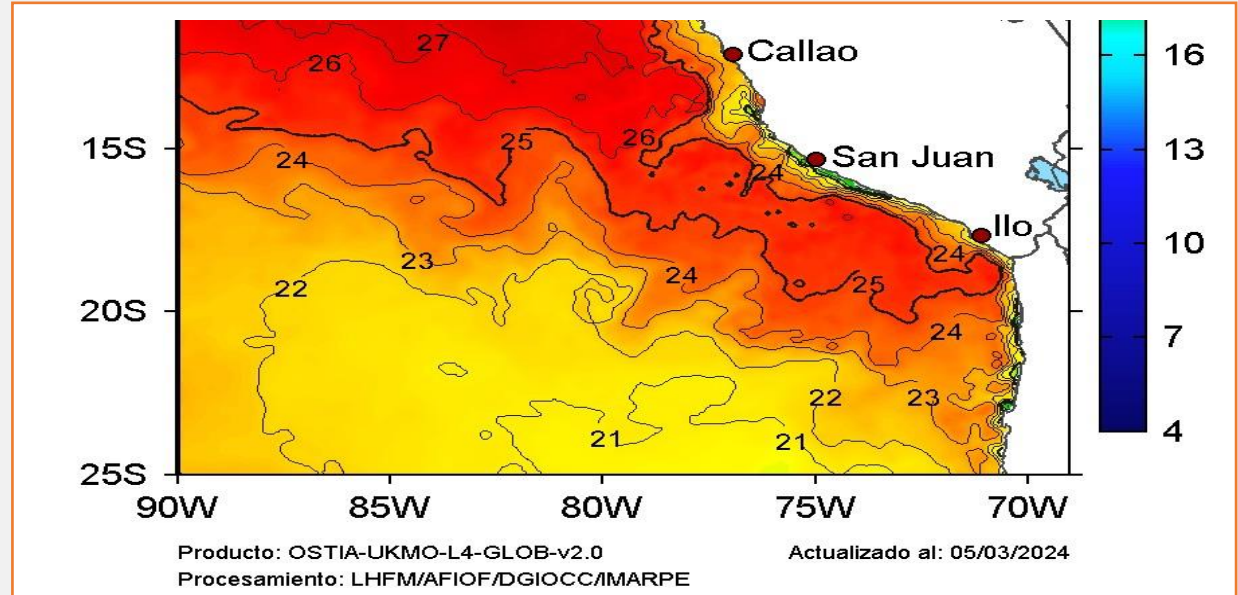 27
Callao
16
26
15S
25
26
24
San Juan
13
24
Ilo
23
24
24
10
22
25
20S
24
7
22
23
21
21
4
25S
90W 85W 80W 75W 70W
Producto: OSTIA-UKMO-L4-GLOB-v2.0 Actualizado al: 05/03/2024
Procesamiento: LHFM/AFIOF/DGIOCC/IMARPE